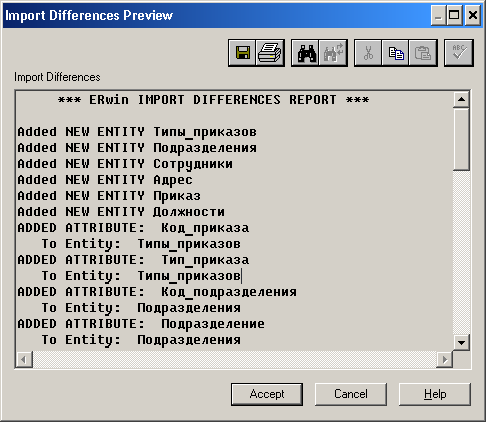 Import Differences Preview
ABC
Import Differences
*** ERwin IMPORT DIFFERENCES REPORT ***
Added NEW ENTITY Типы_приказов
Added NEW ENTITY Подразделения
Added NEW ENTITY Сотрудники
Added NEW ENTITY Адрес
Added NEW ENTITY Приказ
Added NEW ENTITY Должности
ADDED ATTRIBUTE:  Код_приказа
To Entity:  Типы_приказов
ADDED ATTRIBUTE:  Тип_приказа
To Entity:  Типы_приказов
ADDED ATTRIBUTE:  Код_подразделения
To Entity:  Подразделения
ADDED ATTRIBUTE:  Подразделение
To Entity:  Подразделения
Accept Cancel Help